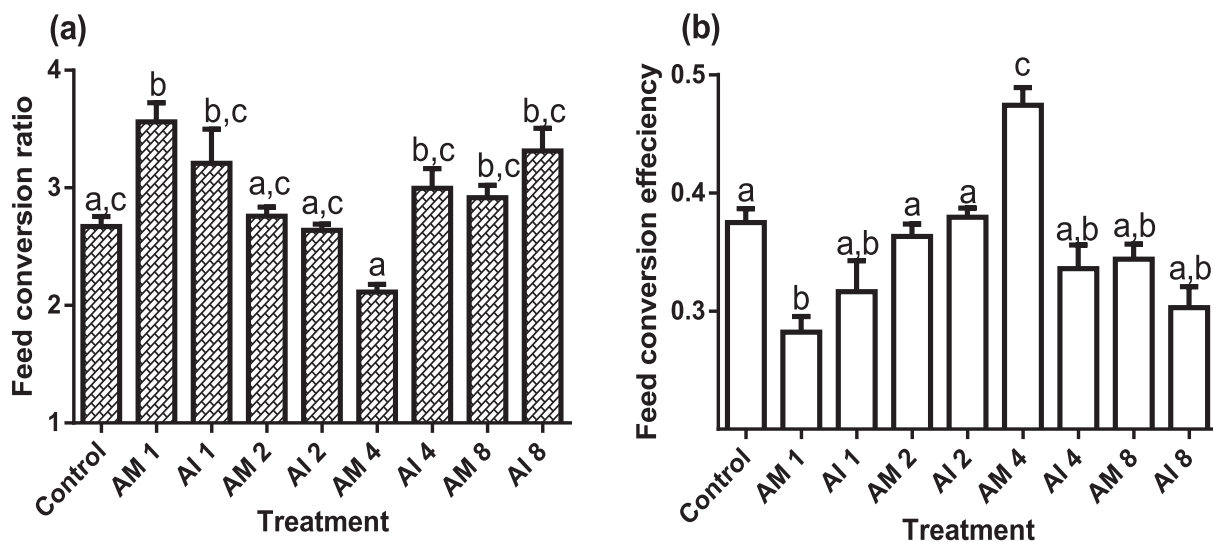 (a)
Feed conversion ratio
4
3
2
1
a,c
b
b,c
a,c
a,c
a
b,c
b,c
b,c
Control
AM 1
AI 1
AM 2
AI 2
AM 4
AI 4
AM 8
AI 8
Treatment
(b)
Feed conversion effeciency
0.5
0.4
0.3
a
b
a,b
a
a
c
a,b
a,b
a,b
Control
AM 1
AI 1
AM 2
AI 2
AM 4
AI 4
AM 8
AI 8
Treatment